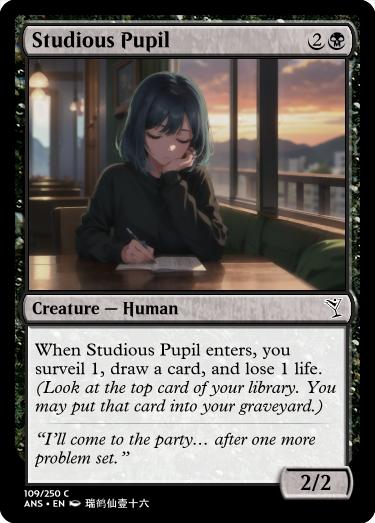 Studious Pupil 2
Creature — Human
When Studious Pupil enters, you
surveil 1, draw a card, and lose 1 life.
(Look at the top card of your library. You
may put that card into your graveyard.)
“I’ll come to the party… after one more
problem set.”
2/2
109/250 C
ANS • EN 瑞鹤仙壹十六